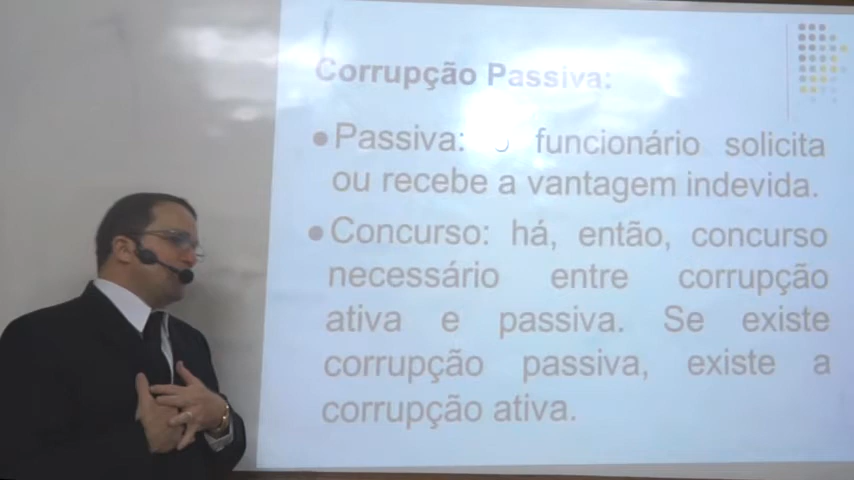 Corrupção Passiva:
Passiva: o funcionário solicita
ou recebe a vantagem indevida.
Concurso: há, então, concurso
necessário entre corrupção
ativa e passiva. Se existe
corrupção passiva, existe a
corrupção ativa.